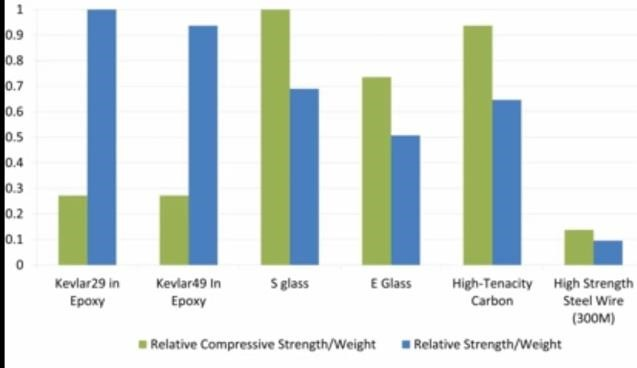 1
0.9
0.8
0.7
0.6
0.5
0.4
0.3
0.2
0.1
0
Kevlar29 in
Epoxy
Kevlar49 In
Epoxy
S glass
E Glass
High-Tenacity
Carbon
High Strength
Steel Wire
(300M)
Relative Compressive Strength/Weight
Relative Strength/Weight